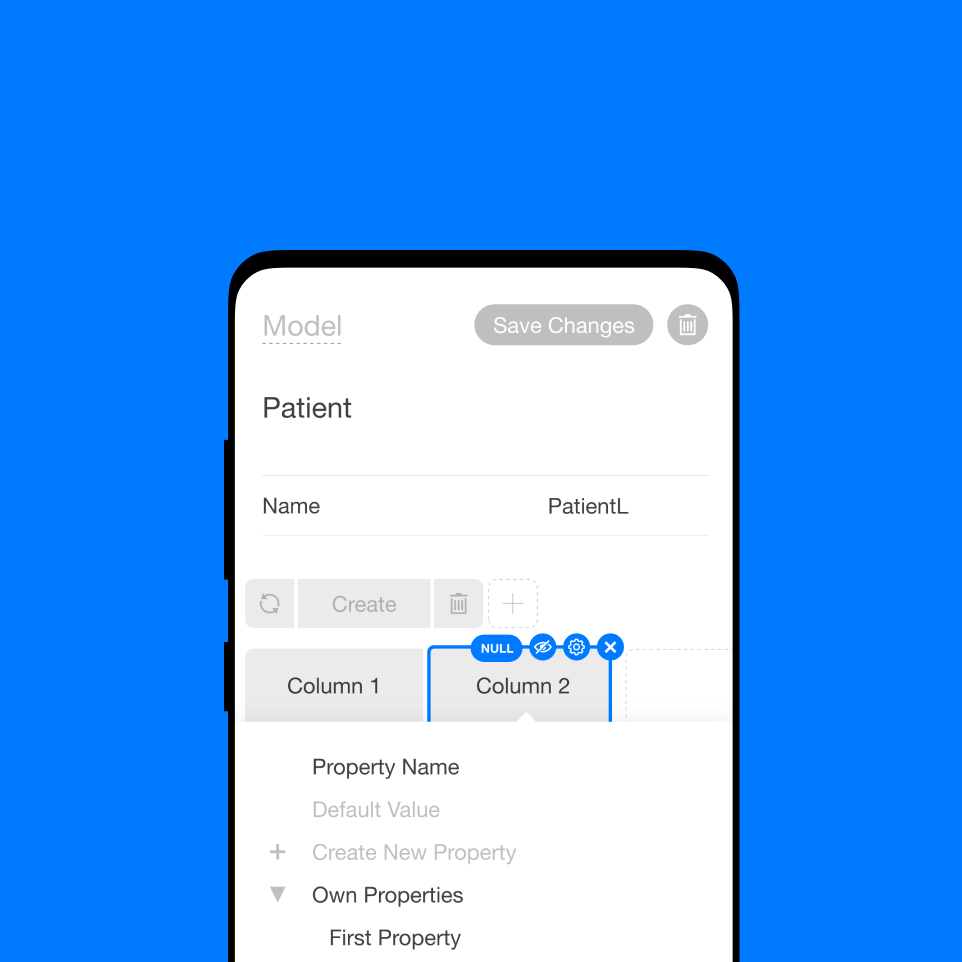 Model
Save Changes
Patient
Name PatientL
Create
NULL
Column 1 Column 2
Property Name
Default Value
Create New Property
Own Properties
First Property